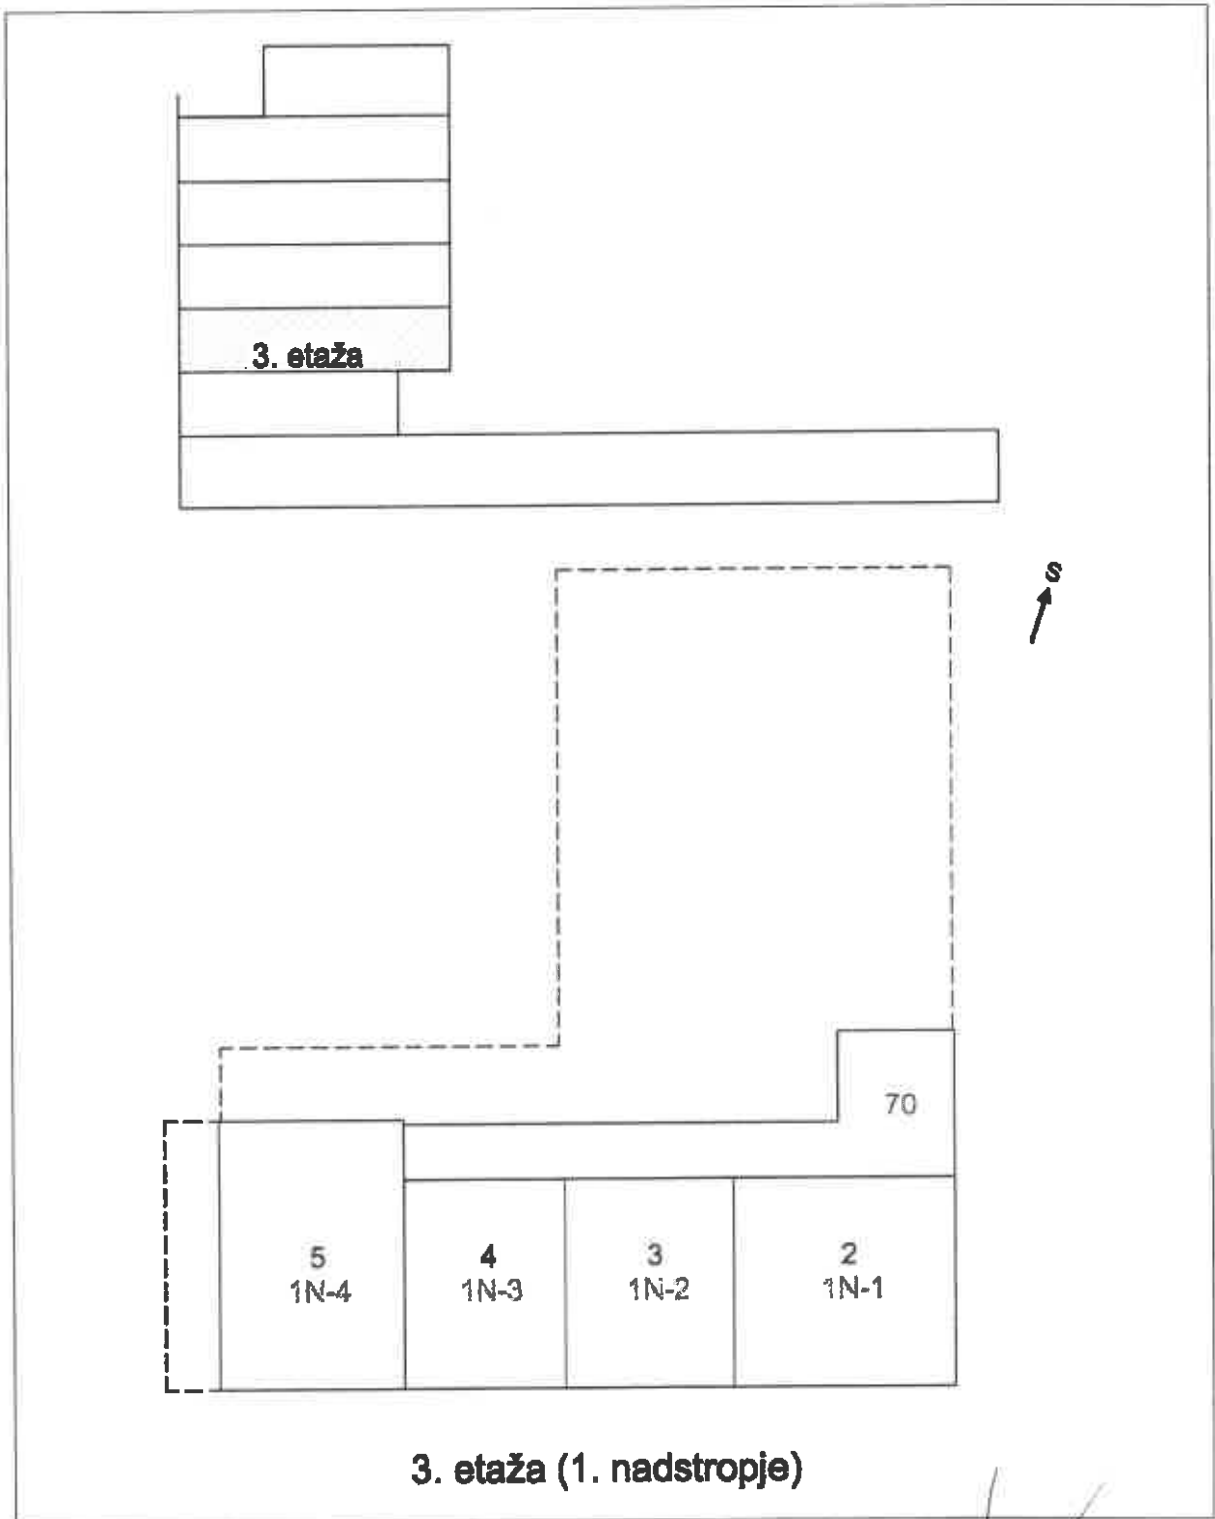 3. etaža
S
70
5
1N-4
4
1N-3
3
1N-2
2
1N-1
3. etaža (1. nadstropje)